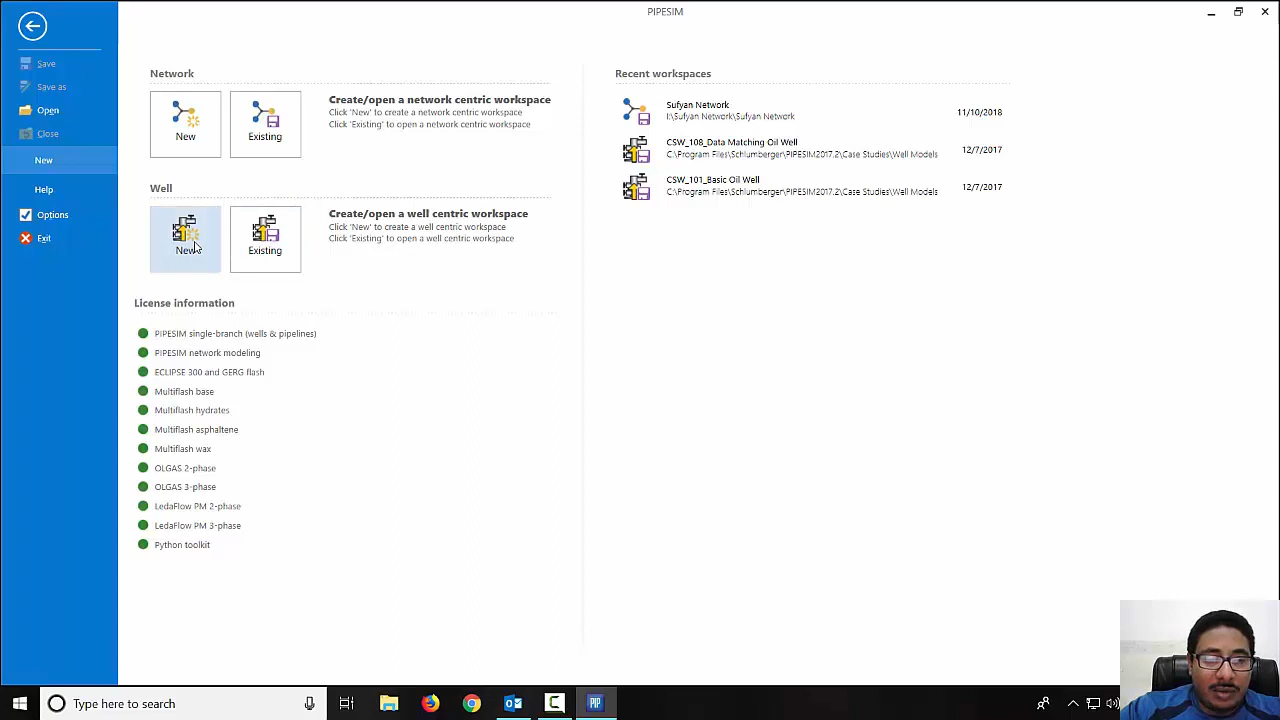 PIPESIM
Save
Save as
Open
Close
New
Help
Options
Exit
Network
New
Existing
Create/open a network centric workspace
Click 'New' to create a network centric workspace
Click 'Existing' to open a network centric workspace
Well
New
Existing
Create/open a well centric workspace
Click 'New' to create a well centric workspace
Click 'Existing' to open a well centric workspace
License information
PIPESIM single-branch (wells & pipelines)
PIPESIM network modeling
ECLIPSE 300 and GERG flash
Multiflash base
Multiflash hydrates
Multiflash asphaltene
Multiflash wax
OLGAS 2-phase
OLGAS 3-phase
LedaFlow PM 2-phase
LedaFlow PM 3-phase
Python toolkit
Recent workspaces
Sufyan Network
I:\Sufyan Network\Sufyan Network
11/10/2018
CSW_108_Data Matching Oil Well
C:\Program Files\Schlumberger\PIPESIM2017.2\Case Studies\Well Models
12/7/2017
CSW_101_Basic Oil Well
C:\Program Files\Schlumberger\PIPESIM2017.2\Case Studies\Well Models
12/7/2017
Type here to search
PIP